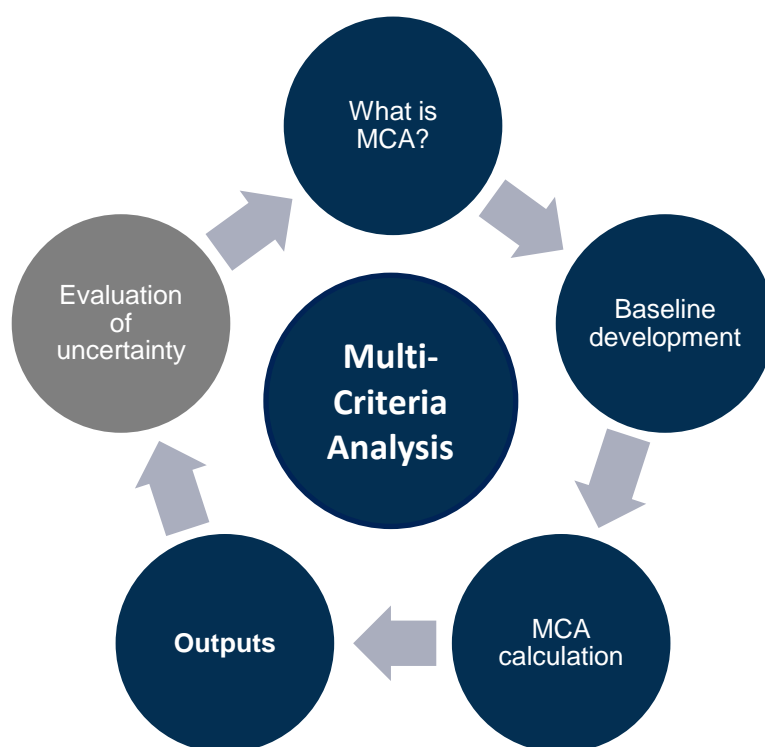 What is
MCA?
Baseline
development
MCA
calculation
Outputs
Evaluation
of
uncertainty
Multi-
Criteria
Analysis